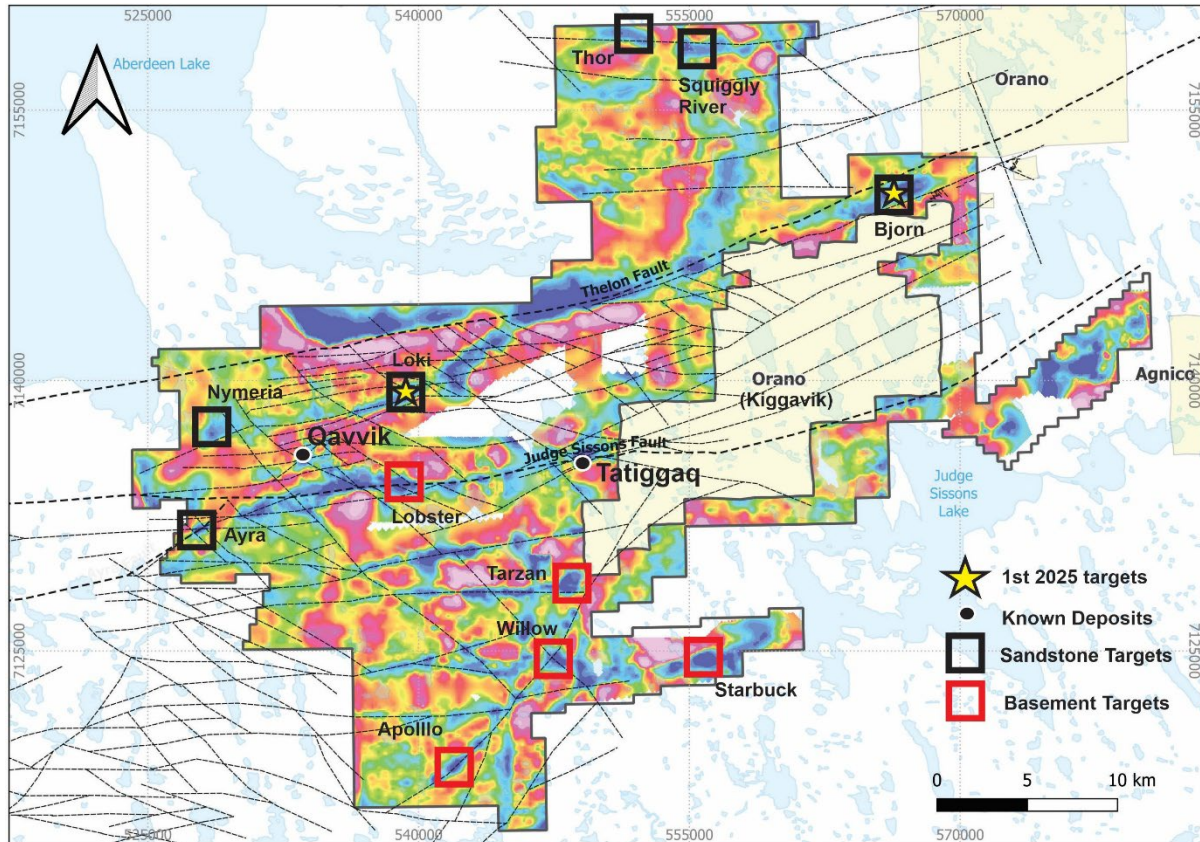 525000
540000
555000
570000
Aberdeen Lake
Thor
Squiggly
River
Orano
7155000
7155000
Bjorn
Thelon Fault
Loki
Nymeria
7140000
Orano
(Kiggavik)
Agnico
Qavvik
Judge Sissons Fault
Tatiggaq
Lobster
Judge
Sissons
Lake
Ayra
Tarzan
1st 2025 targets
Known Deposits
Willow
7125000
7125000
Sandstone Targets
Starbuck
Basement Targets
Apolllo
0 5 10 km
525000
540000
555000
570000